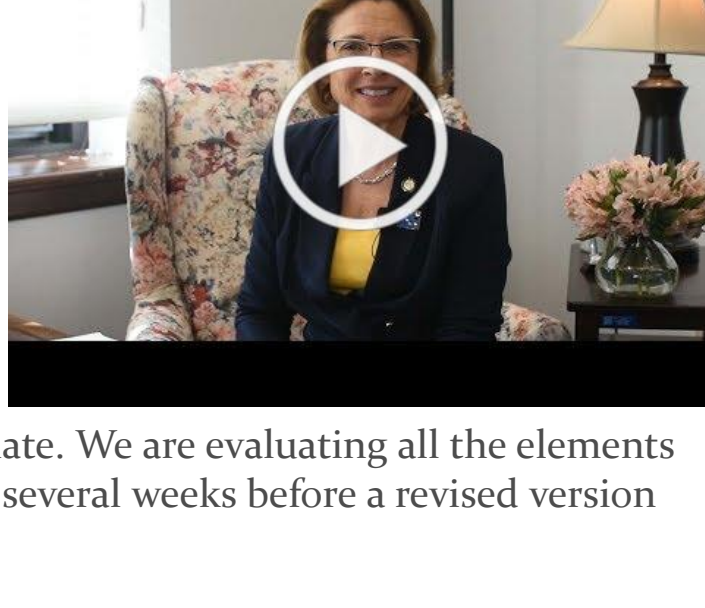 ate. We are evaluating all the elements
several weeks before a revised version